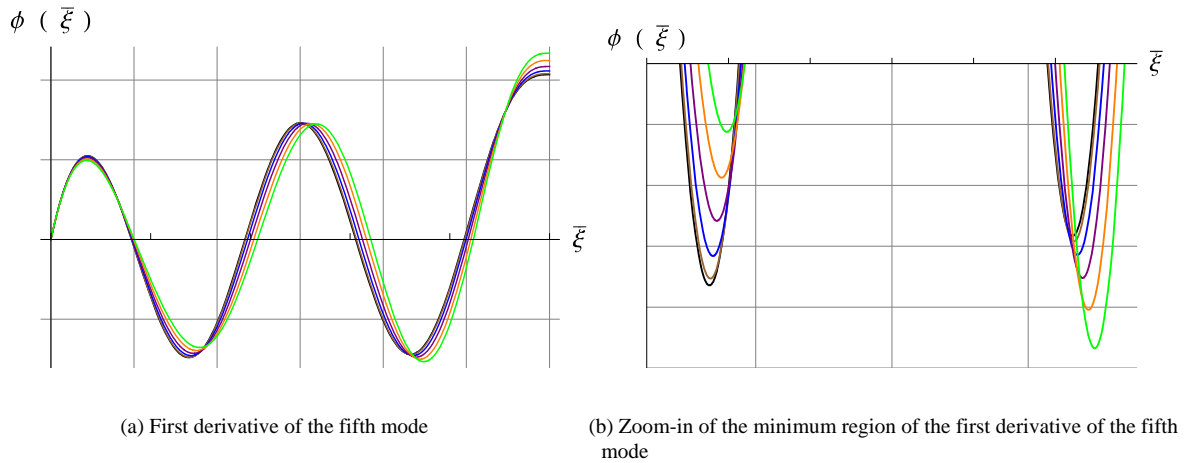 ϕ ( ξ̅ )
ξ̅
(a) First derivative of the fifth mode
ϕ ( ξ̅ )
ξ̅
(b) Zoom-in of the minimum region of the first derivative of the fifth
mode